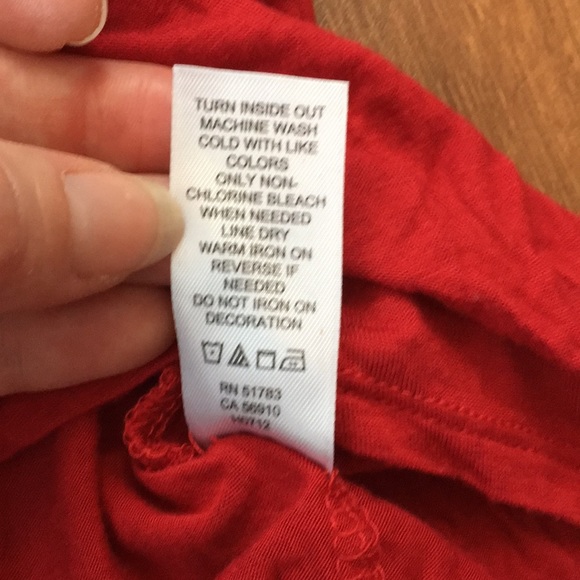 TURN INSIDE OUT
MACHINE WASH
COLD WITH LIKE
COLORS
ONLY NON-
CHLORINE BLEACH
WHEN NEEDED
LINE DRY
WARM IRON ON
REVERSE IF
NEEDED
DO NOT IRON ON
DECORATION
RN 51783
CA 56910